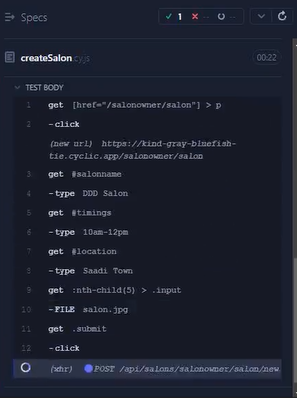 Specs
✓ 1 ✕ -- --
createSalon.cy.js 00:22
TEST BODY
1 get [href="/salonowner/salon"] > p
2 -click
(new url) https://kind-gray-binefish-
tie.cyclic.app/salonowner/salon
3 get #salonname
4 -type DDD Salon
5 get #timings
6 -type 10am-12pm
7 get #location
8 -type Saadi Town
9 get :nth-child(5) > .input
10 -FILE salon.jpg
11 get .submit
12 -click
(xhr) POST /api/salons/salonowner/salon/new